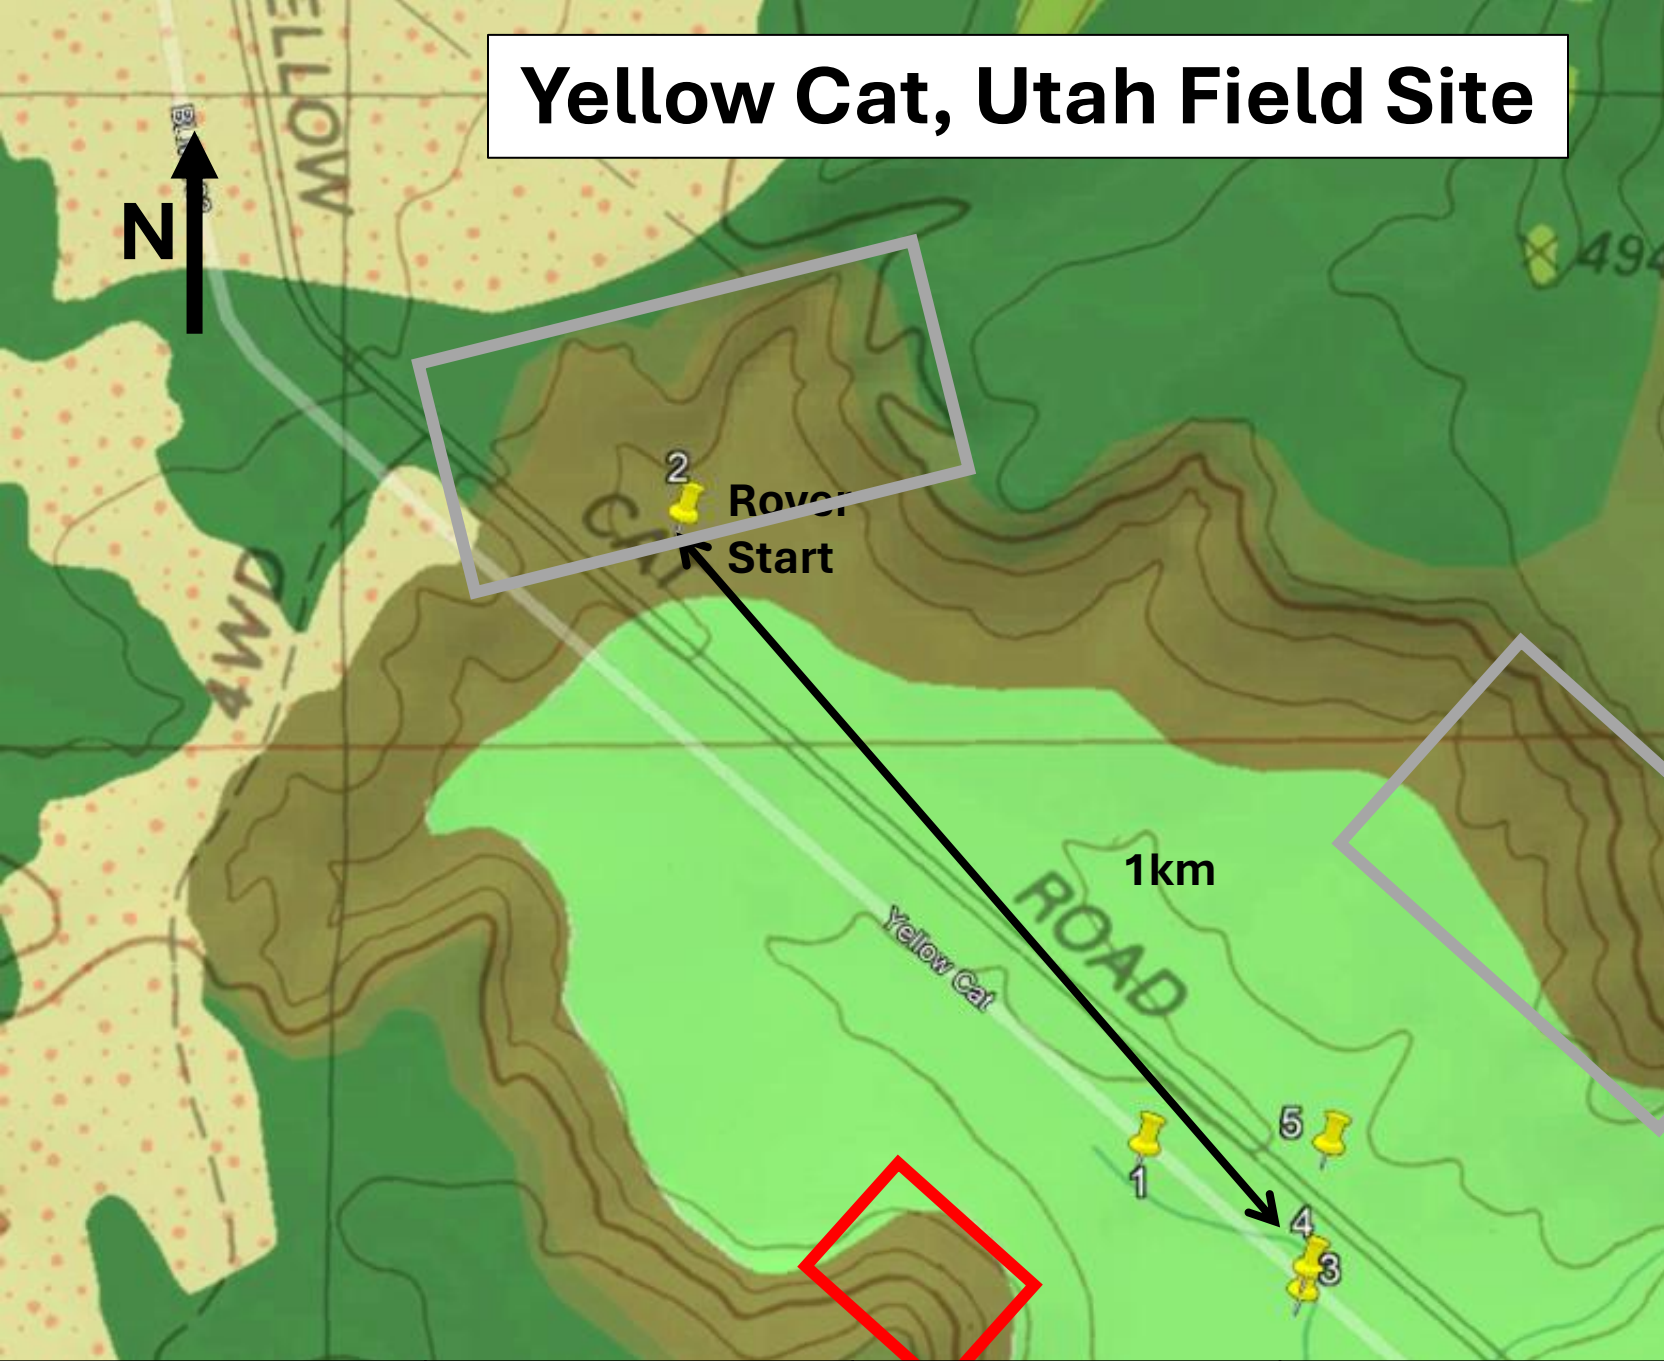 Yellow Cat, Utah Field Site
ELLOW
N
494
2
Rover
Start
CAT
4WD
1km
ROAD
Yellow Cat
5
1
4
3